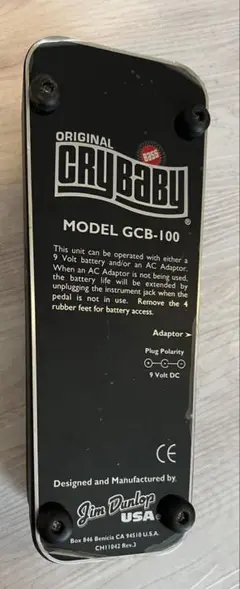 ORIGINAL
BASS
CRYBABY®
MODEL GCB-100
This unit can be operated with either a
9 Volt battery and/or an AC Adaptor.
When an AC Adaptor is not being used,
the battery life will be extended by
unplugging the instrument jack when the
pedal is not in use. Remove the 4
rubber feet for battery access.
Adaptor >
Plug Polarity
9 Volt DC
CE
Designed and Manufactured by
Jim Dunlop
USA
Box 846 Benicia CA 94510 U.S.A.
CH11042 Rev.3